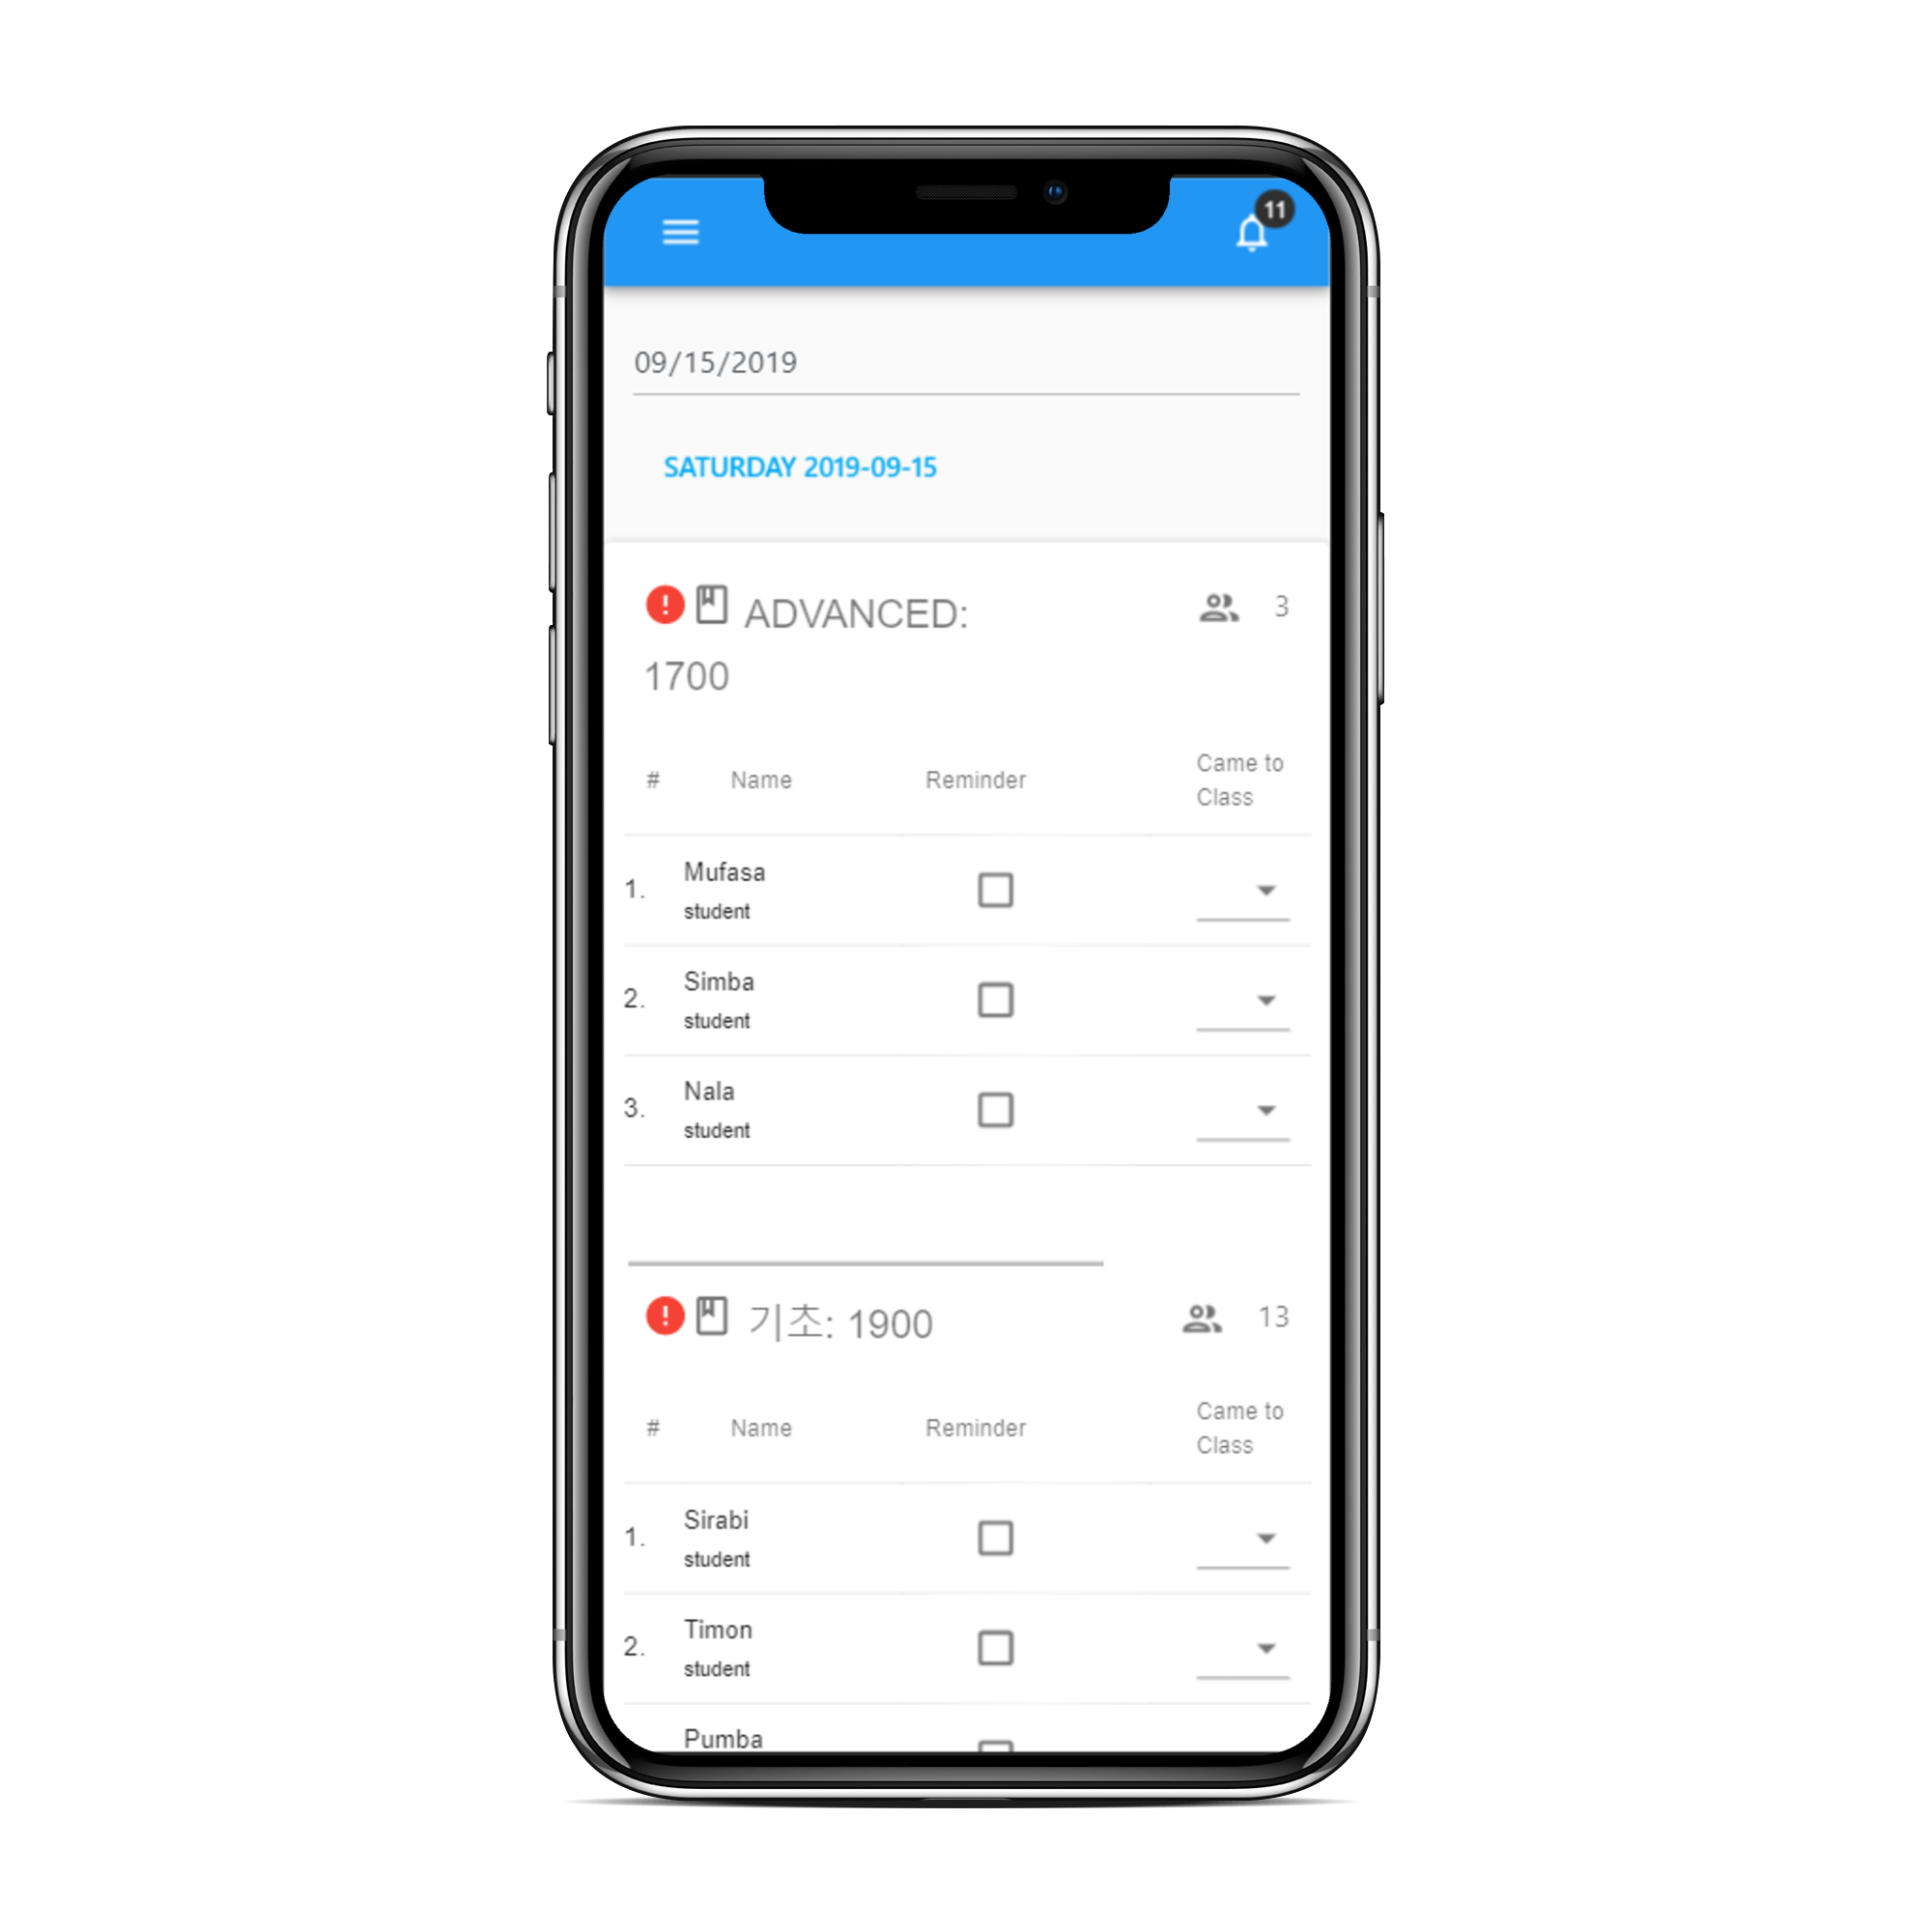 11
09/15/2019
SATURDAY 2019-09-15
ADVANCED: 3
1700
# Name Reminder Came to
Class
1. Mufasa
student
2. Simba
student
3. Nala
student
기초: 1900 13
# Name Reminder Came to
Class
1. Sirabi
student
2. Timon
student
Pumba